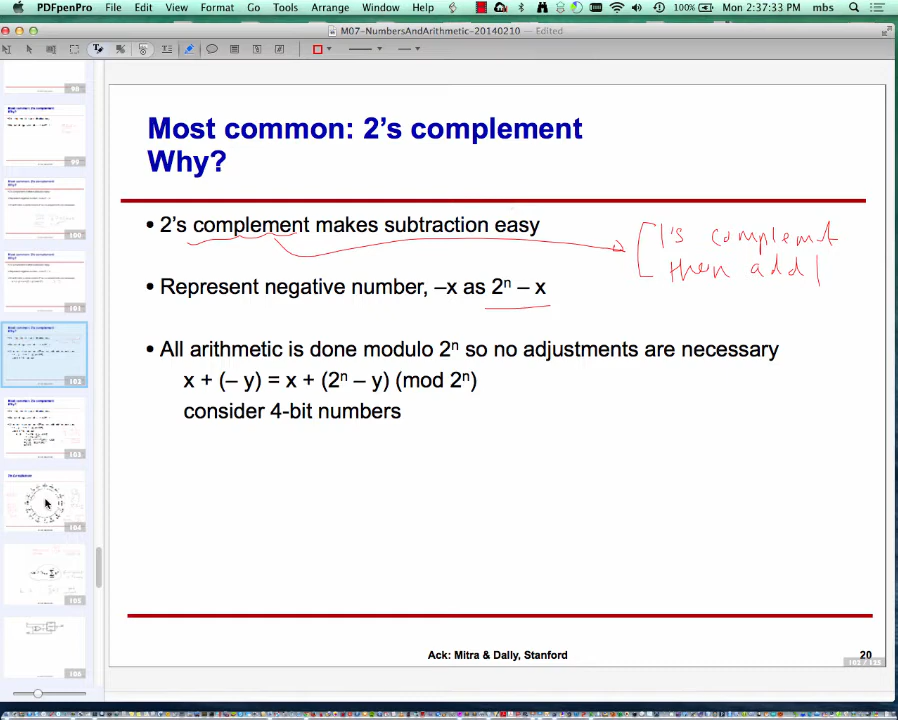 PDFpenPro File Edit View Format Go Tools Arrange Window Help 100% Mon 2:37:33 PM mbs
M07-NumbersAndArithmetic-20140210 — Edited
Most common: 2's complement
Why?
• 2's complement makes subtraction easy
1's complemt
then add 1
• Represent negative number, –x as 2ⁿ – x
• All arithmetic is done modulo 2ⁿ so no adjustments are necessary
x + (– y) = x + (2ⁿ – y) (mod 2ⁿ)
consider 4-bit numbers
Ack: Mitra & Dally, Stanford
20
102 / 125
98
99
100
101
102
103
104
105
106